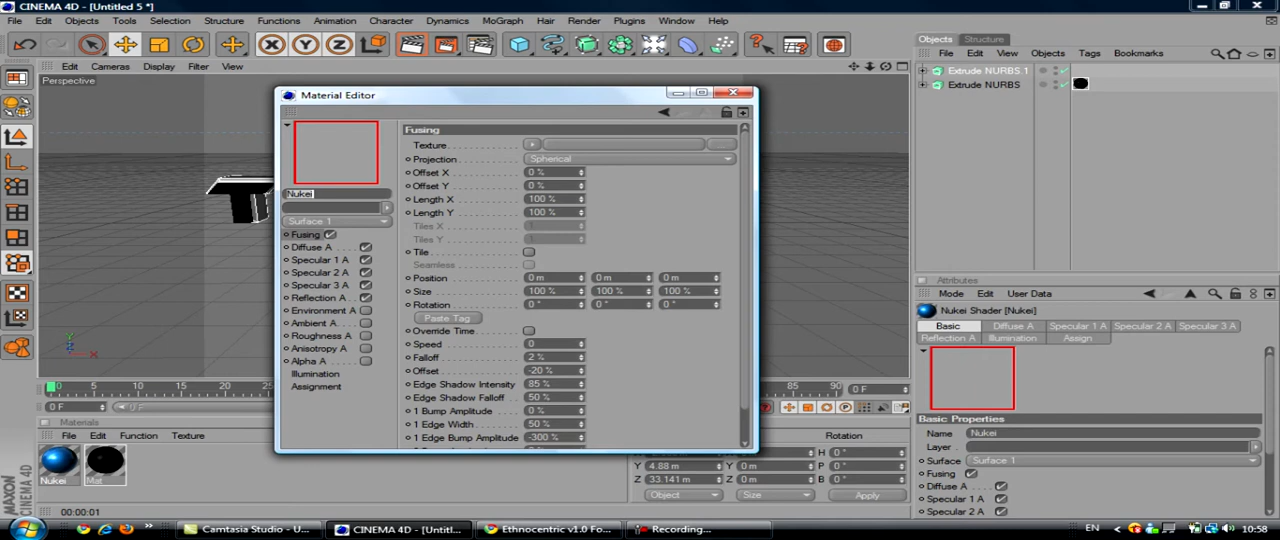 CINEMA 4D - [Untitled 5 *]
File Edit Objects Tools Selection Structure Functions Animation Character Dynamics MoGraph Hair Render Plugins Window Help
X Y Z
Objects Structure
File Edit View Objects Tags Bookmarks
Edit Cameras Display Filter View
Perspective
Extrude NURBS.1
Extrude NURBS
Material Editor
Fusing
Texture
Projection Spherical
Offset X 0 %
Offset Y 0 %
Length X 100 %
Length Y 100 %
Tiles X 1
Tiles Y 1
Tile
Seamless
Position 0 m 0 m 0 m
Size 100 % 100 % 100 %
Rotation 0 ° 0 ° 0 °
Paste Tag
Override Time
Speed 0
Falloff 2 %
Offset -20 %
Edge Shadow Intensity 85 %
Edge Shadow Falloff 50 %
1 Bump Amplitude 0 %
1 Edge Width 50 %
1 Edge Bump Amplitude -300 %
Nukei
Surface 1
Fusing
Diffuse A
Specular 1 A
Specular 2 A
Specular 3 A
Reflection A
Environment A
Ambient A
Roughness A
Anisotropy A
Alpha A
Illumination
Assignment
Attributes
Mode Edit User Data
Nukei Shader [Nukei]
Basic Diffuse A Specular 1 A Specular 2 A Specular 3 A
Reflection A Illumination Assign
Basic Properties
Name Nukei
Layer
Surface Surface 1
Fusing
Diffuse A
Specular 1 A
Specular 2 A
0 5 10 15 20 25 85 90 0 F
0 F
Materials
File Edit Function Texture
Nukei Mat
Rotation
H 0 °
Y 4.88 m Y 0 m P 0 °
Z 33.141 m Z 0 m B 0 °
Object Size Apply
00:00:01
MAXON CINEMA 4D
Camtasia Studio - U...
CINEMA 4D - [Untitl...
Ethnocentric v1.0 Fo...
Recording...
EN 10:58